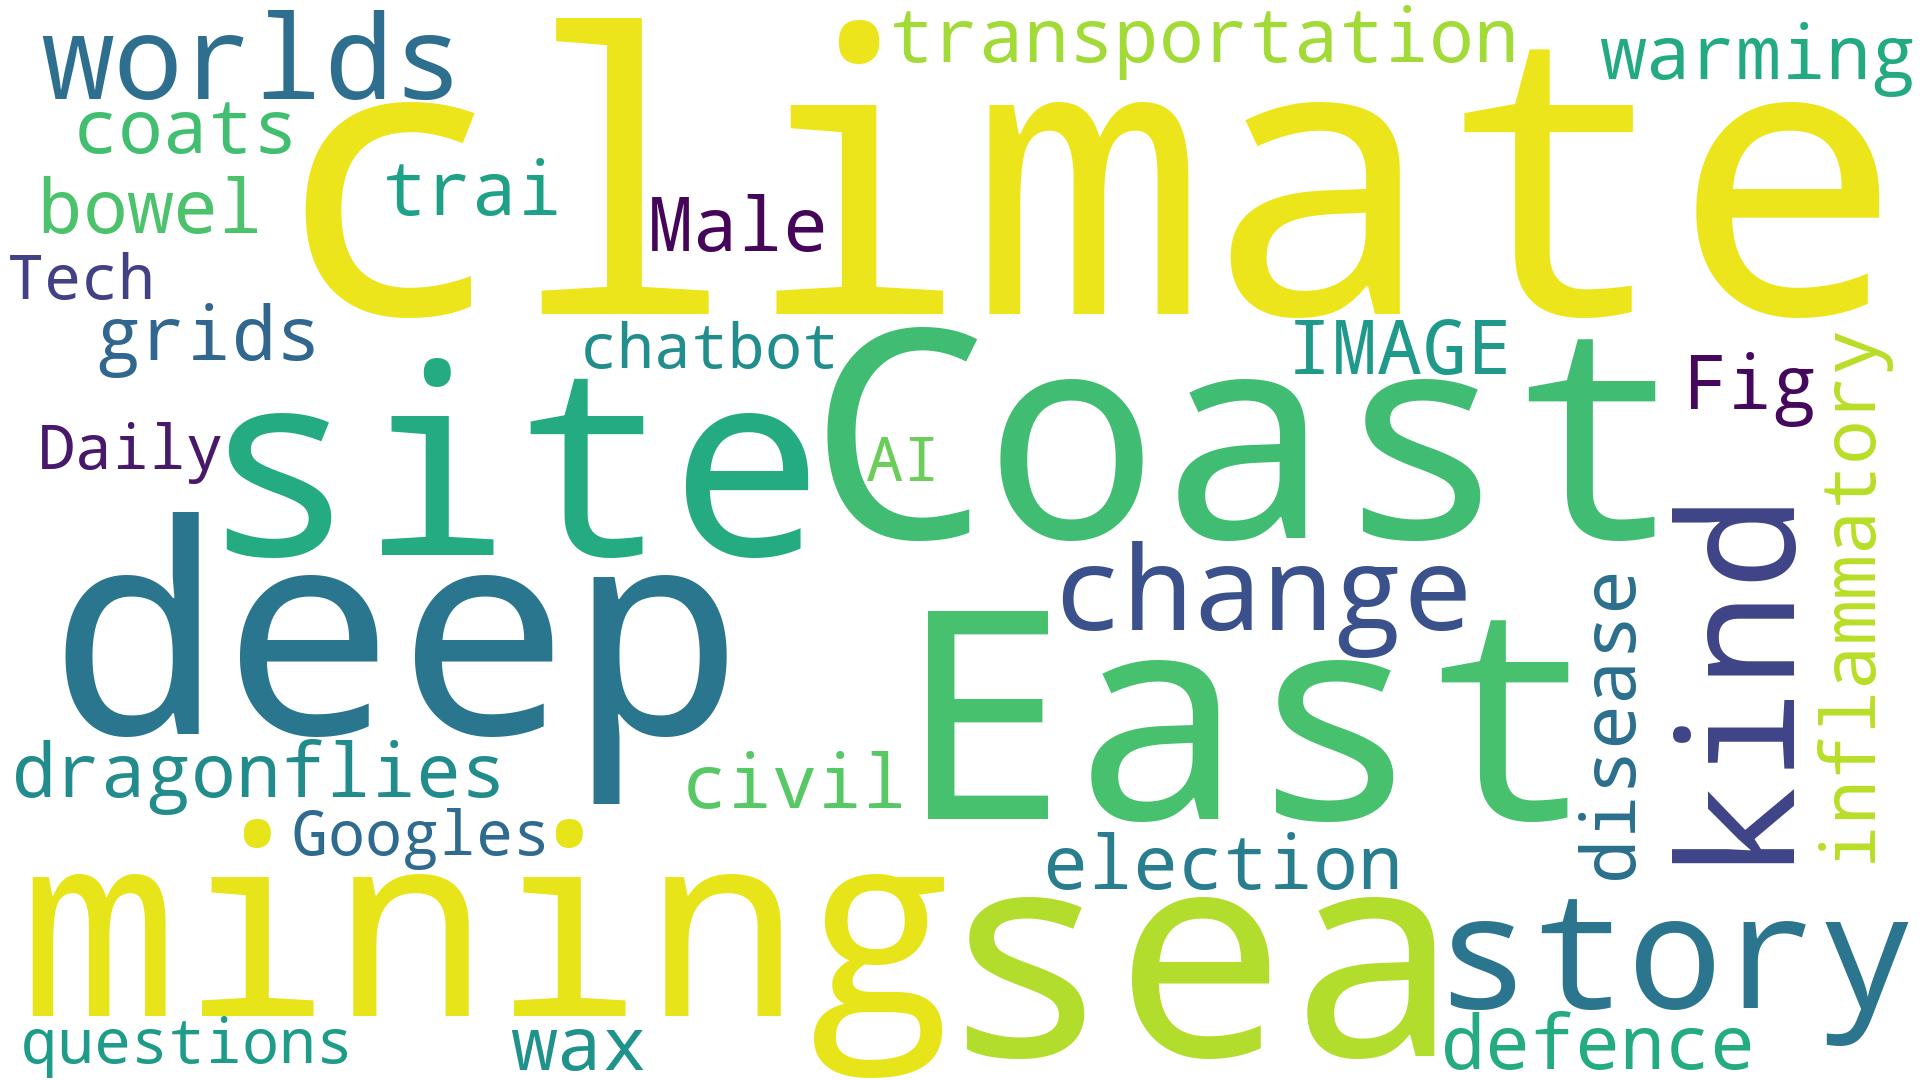 worlds
climate
transportation
warming
coats
bowel
trai
Male
Tech
grids
chatbot
IMAGE
Fig
inflammatory
Daily
site
Coast
AI
deep
change
kind
disease
East
dragonflies
civil
Googles
election
mining
sea
story
questions
wax
defence